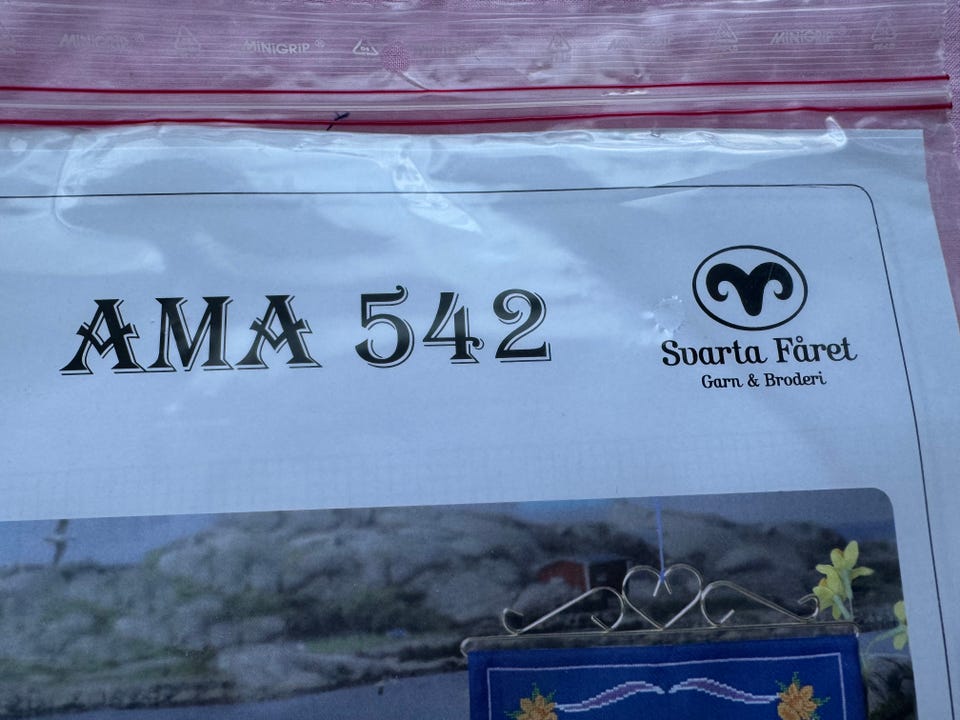 MINIGRIP ® MINIGRIP ® MINIGRIP MINIGRIP ®
AMA 542
Svarta Fåret
Garn & Broderi